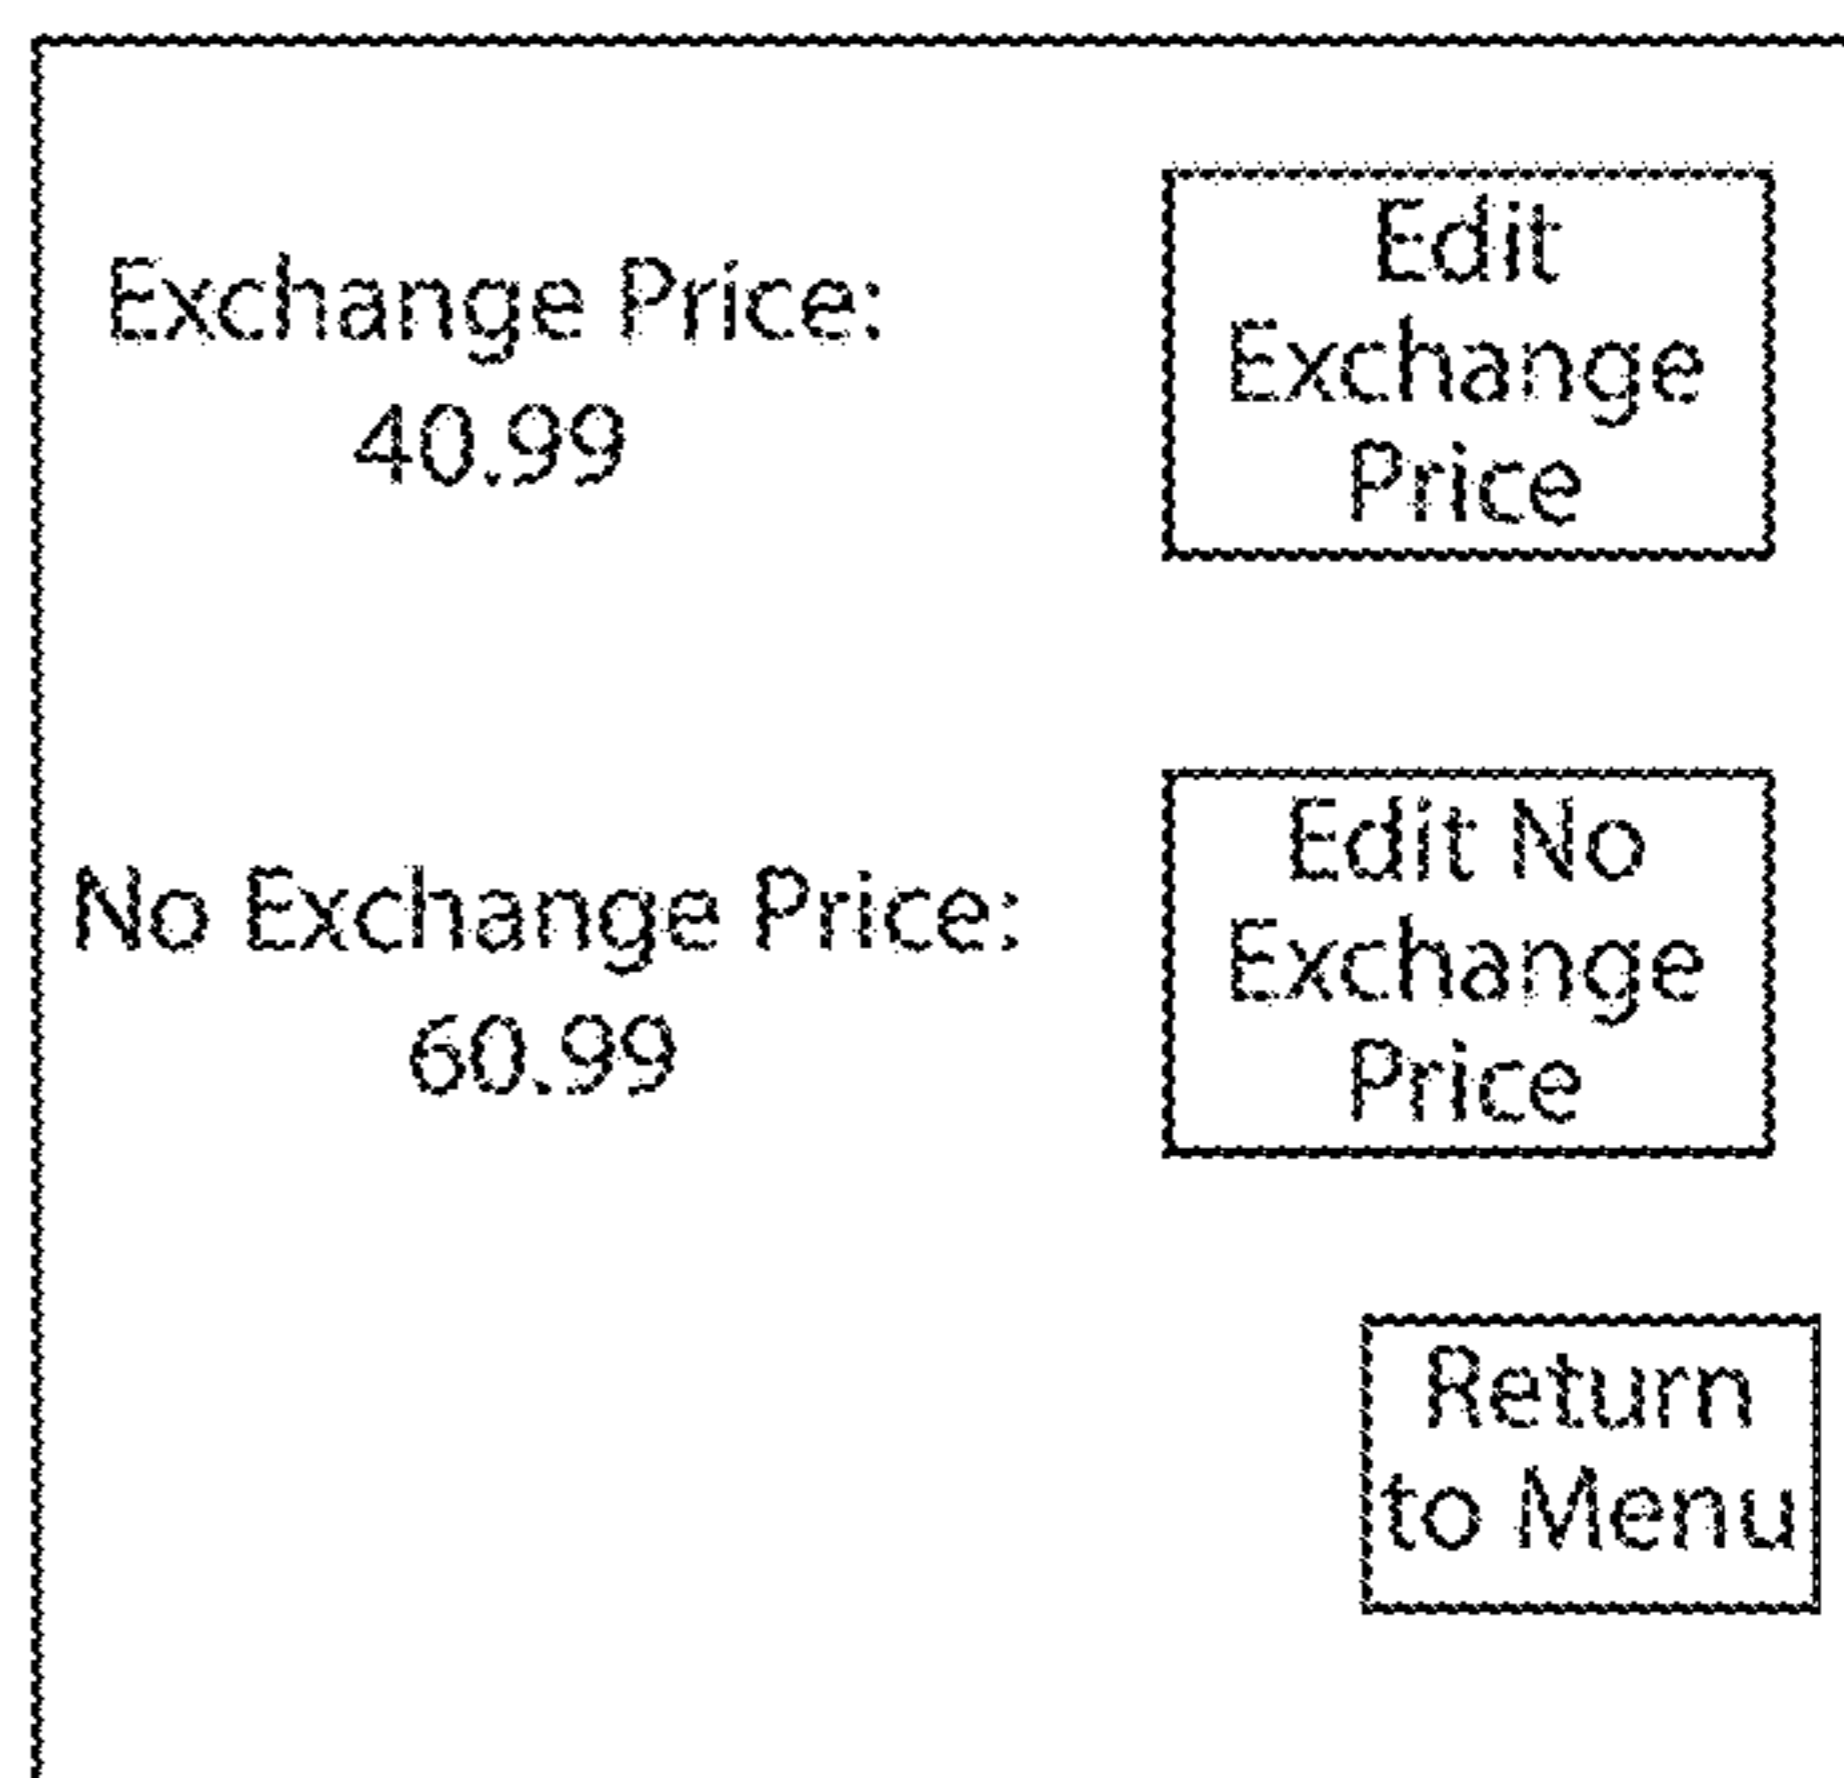 Exchange Price:
40.99
Edit
Exchange
Price
No Exchange Price:
60.99
Edit No
Exchange
Price
Return
to Menu